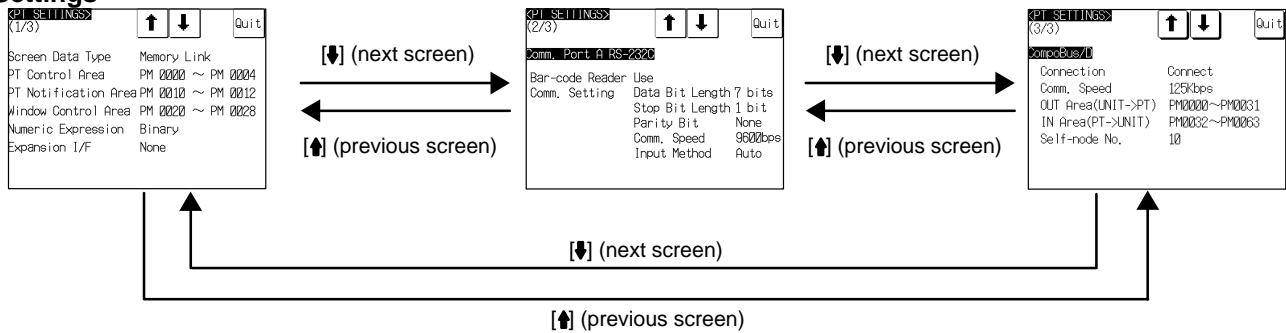 Settings
<PT SETTINGS>
(1/3)
↑ ↓ Quit
Screen Data Type Memory Link
PT Control Area PM 0000 ~ PM 0004
PT Notification Area PM 0010 ~ PM 0012
Window Control Area PM 0020 ~ PM 0028
Numeric Expression Binary
Expansion I/F None
[↓] (next screen)
[↑] (previous screen)
<PT SETTINGS>
(2/3)
↑ ↓ Quit
Comm. Port A RS-232C
Bar-code Reader Use
Comm. Setting Data Bit Length 7 bits
Stop Bit Length 1 bit
Parity Bit None
Comm. Speed 9600bps
Input Method Auto
[↓] (next screen)
[↑] (previous screen)
<PT SETTINGS>
(3/3)
↑ ↓ Quit
CompoBus/D
Connection Connect
Comm. Speed 125Kbps
OUT Area(UNIT->PT) PM0000~PM0031
IN Area(PT->UNIT) PM0032~PM0063
Self-node No. 10
[↓] (next screen)
[↑] (previous screen)